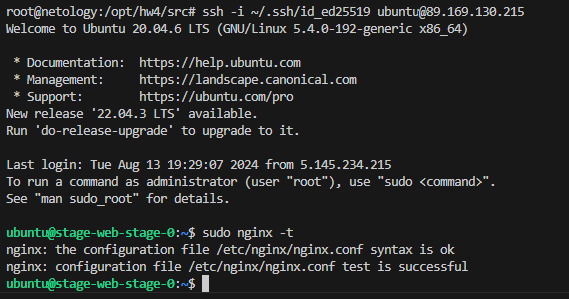 root@netology:/opt/hw4/src# ssh -i ~/.ssh/id_ed25519 ubuntu@89.169.130.215
Welcome to Ubuntu 20.04.6 LTS (GNU/Linux 5.4.0-192-generic x86_64)

 * Documentation:  https://help.ubuntu.com
 * Management:     https://landscape.canonical.com
 * Support:        https://ubuntu.com/pro
New release '22.04.3 LTS' available.
Run 'do-release-upgrade' to upgrade to it.

Last login: Tue Aug 13 19:29:07 2024 from 5.145.234.215
To run a command as administrator (user "root"), use "sudo <command>".
See "man sudo_root" for details.

ubuntu@stage-web-stage-0:~$ sudo nginx -t
nginx: the configuration file /etc/nginx/nginx.conf syntax is ok
nginx: configuration file /etc/nginx/nginx.conf test is successful
ubuntu@stage-web-stage-0:~$